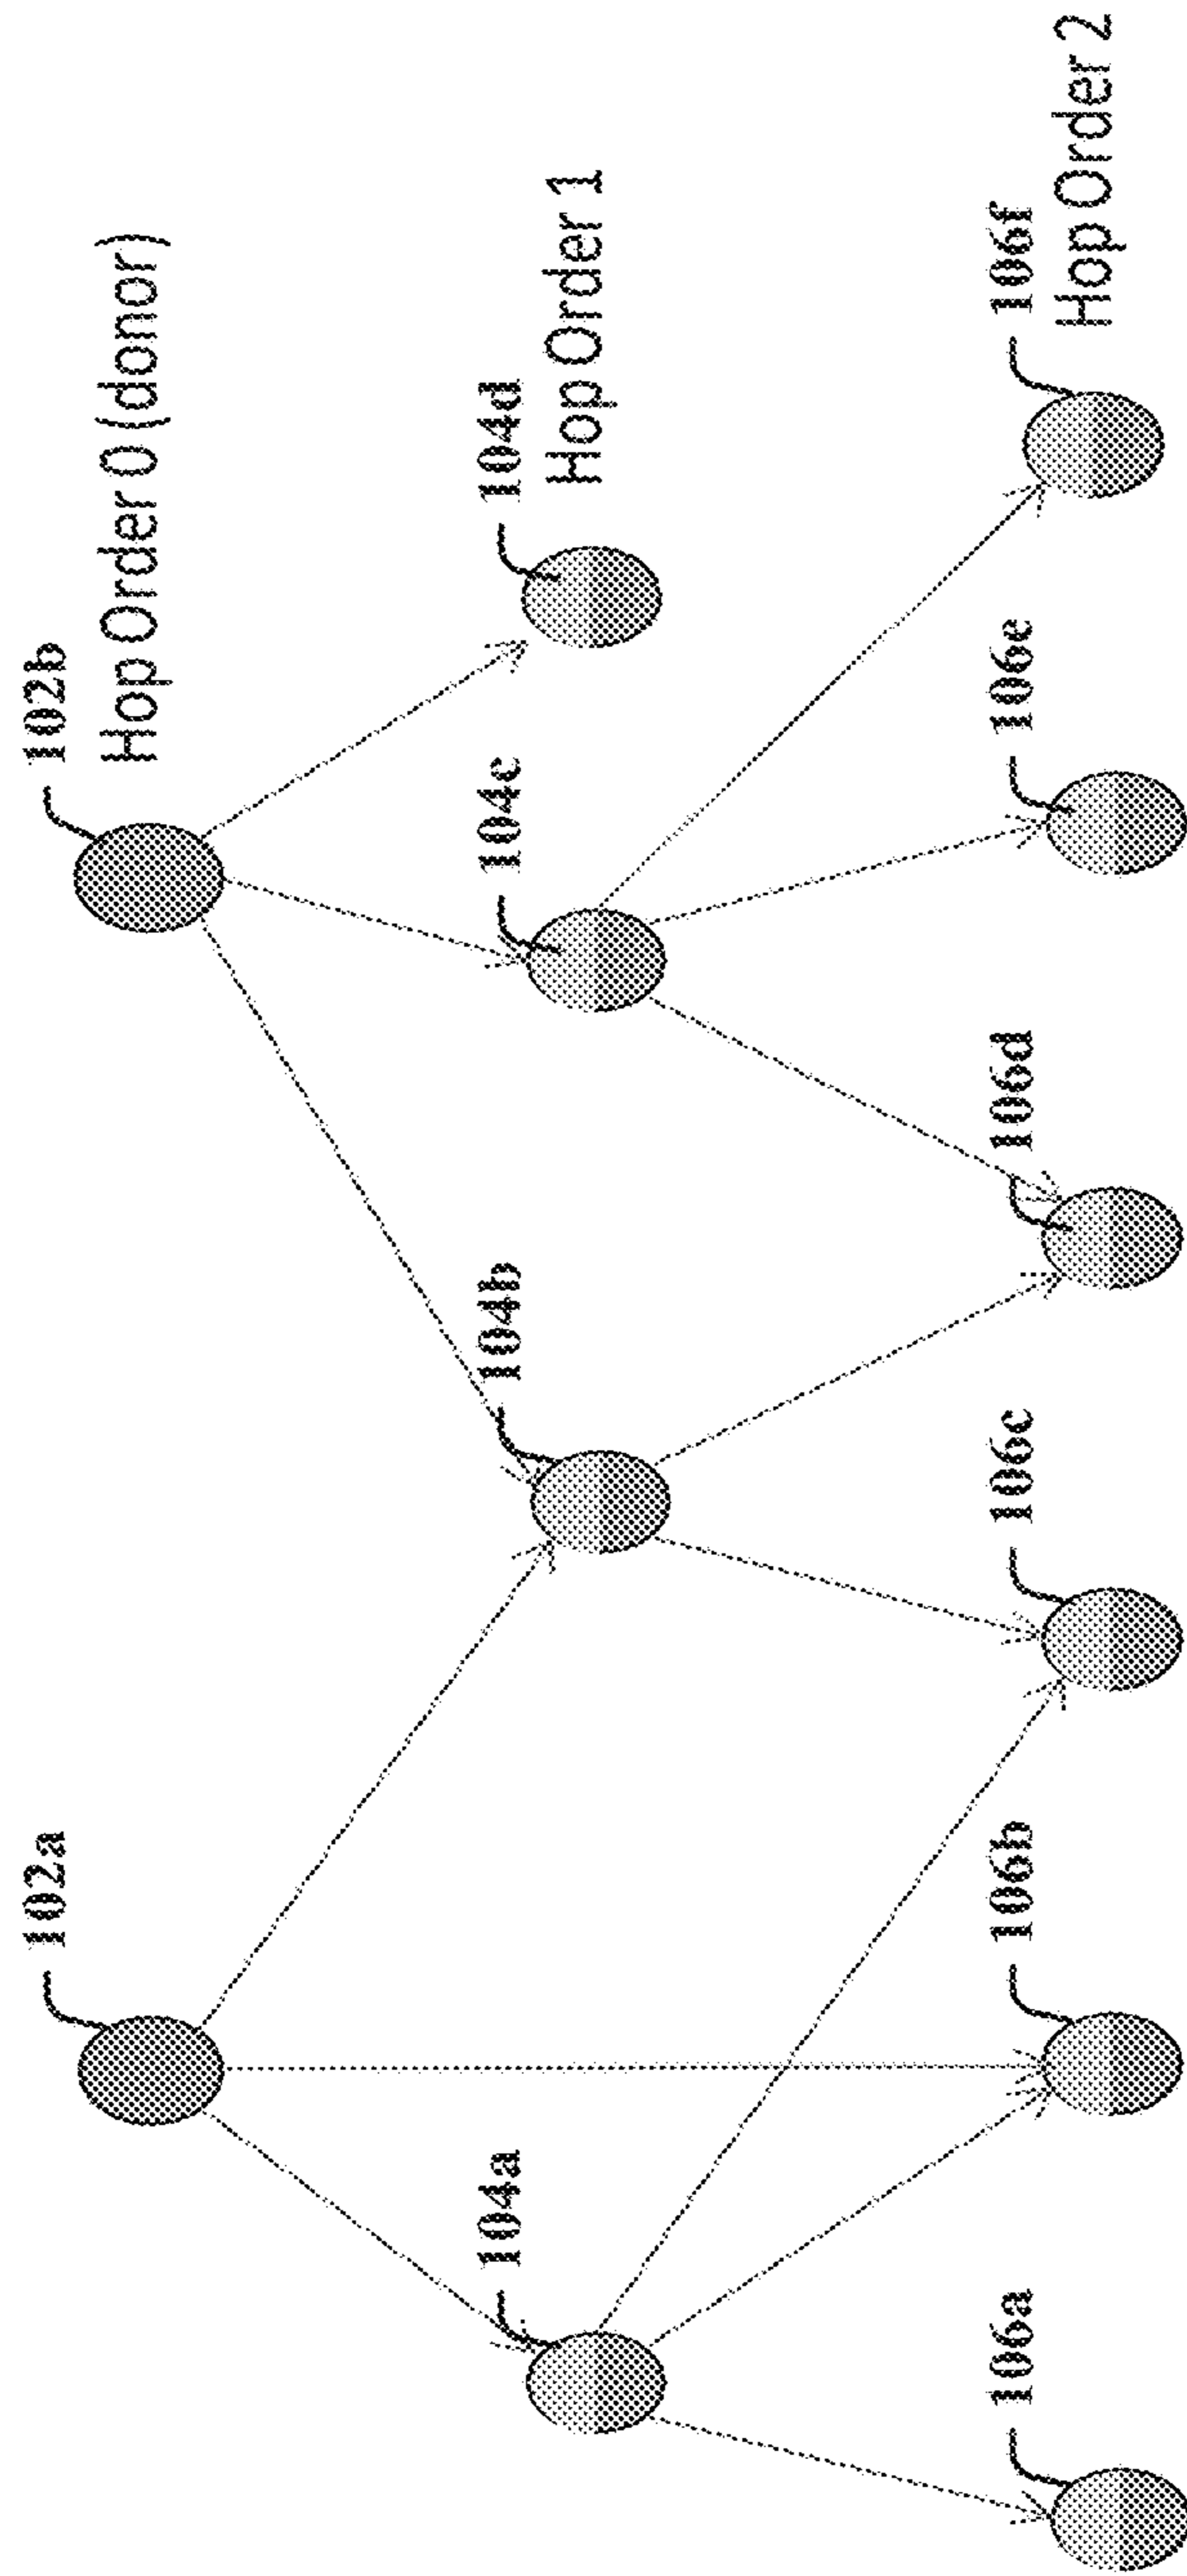 102a
102b
Hop Order 0 (donor)
104a
104b
104c
104d
Hop Order 1
106a
106b
106c
106d
106e
106f
Hop Order 2